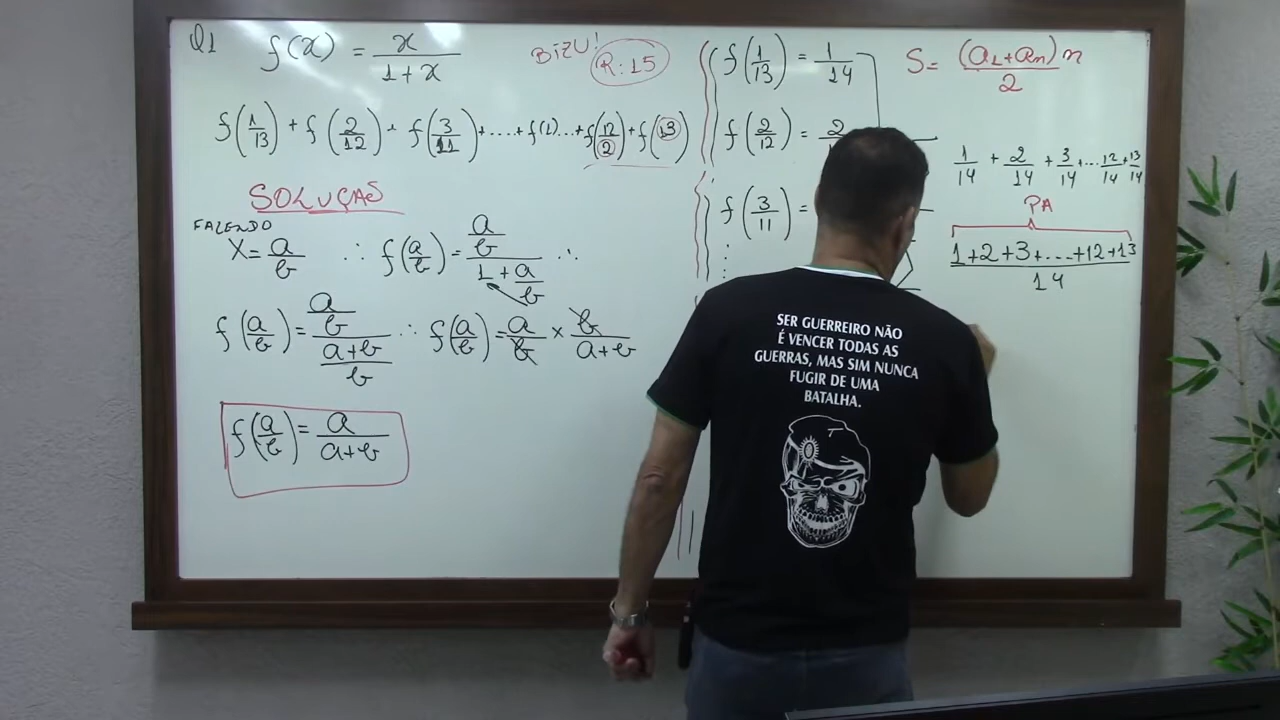 Q1 f(x) = x/(1+x)
BIZU! R:15
f(1/13) + f(2/12) + f(3/11) + .... + f(1) ... + f(12/2) + f(13)
SOLUÇAS
FAZENDO
X = a/b ∴ f(a/b) = (a/b)/(1 + a/b) ∴
f(a/b) = (a/b)/((a+b)/b) ∴ f(a/b) = a/b × b/(a+b)
f(a/b) = a/(a+b)
f(1/13) = 1/14
f(2/12) = 2
f(3/11) =
S = (a1 + an)n/2
1/14 + 2/14 + 3/14 + ... 12/14 + 13/14
PA
(1+2+3+....+12+13)/14
SER GUERREIRO NÃO
É VENCER TODAS AS
GUERRAS, MAS SIM NUNCA
FUGIR DE UMA
BATALHA.